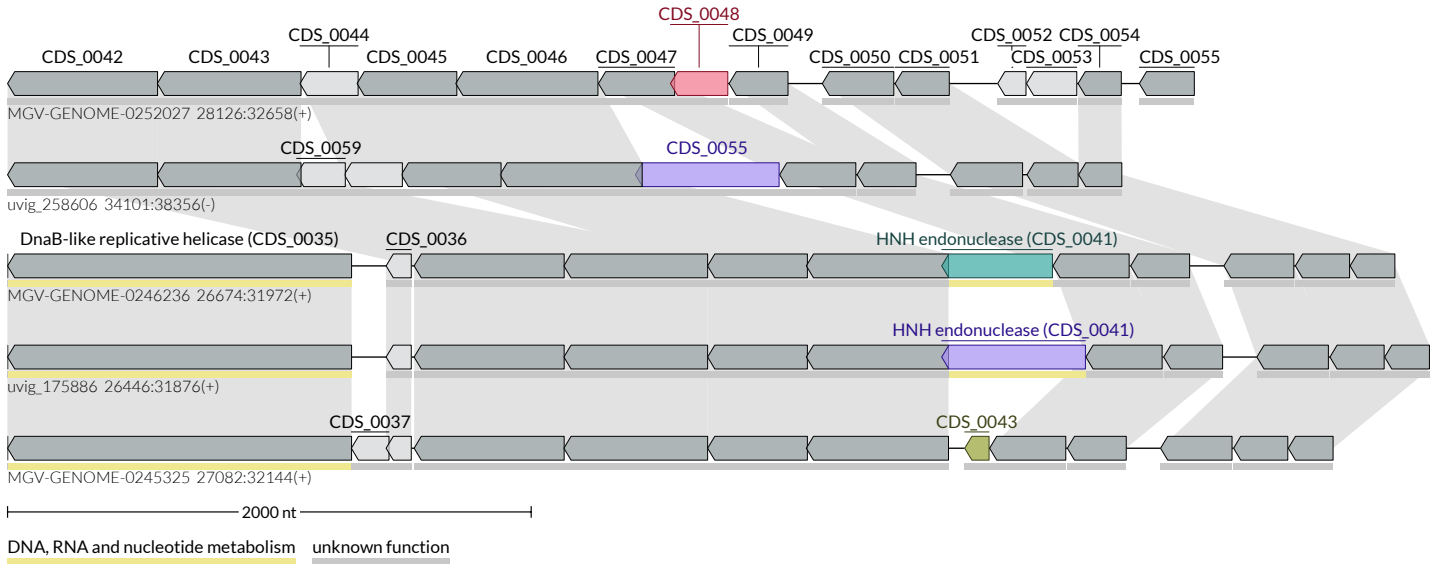 CDS_0048
CDS_0044 CDS_0049 CDS_0052 CDS_0054
CDS_0042 CDS_0043 CDS_0045 CDS_0046 CDS_0047 CDS_0050 CDS_0051 CDS_0053 CDS_0055
MGV-GENOME-0252027 28126:32658(+)
CDS_0059 CDS_0055
uvig_258606 34101:38356(-)
DnaB-like replicative helicase (CDS_0035) CDS_0036 HNH endonuclease (CDS_0041)
MGV-GENOME-0246236 26674:31972(+)
HNH endonuclease (CDS_0041)
uvig_175886 26446:31876(+)
CDS_0037 CDS_0043
MGV-GENOME-0245325 27082:32144(+)
2000 nt
DNA, RNA and nucleotide metabolism unknown function